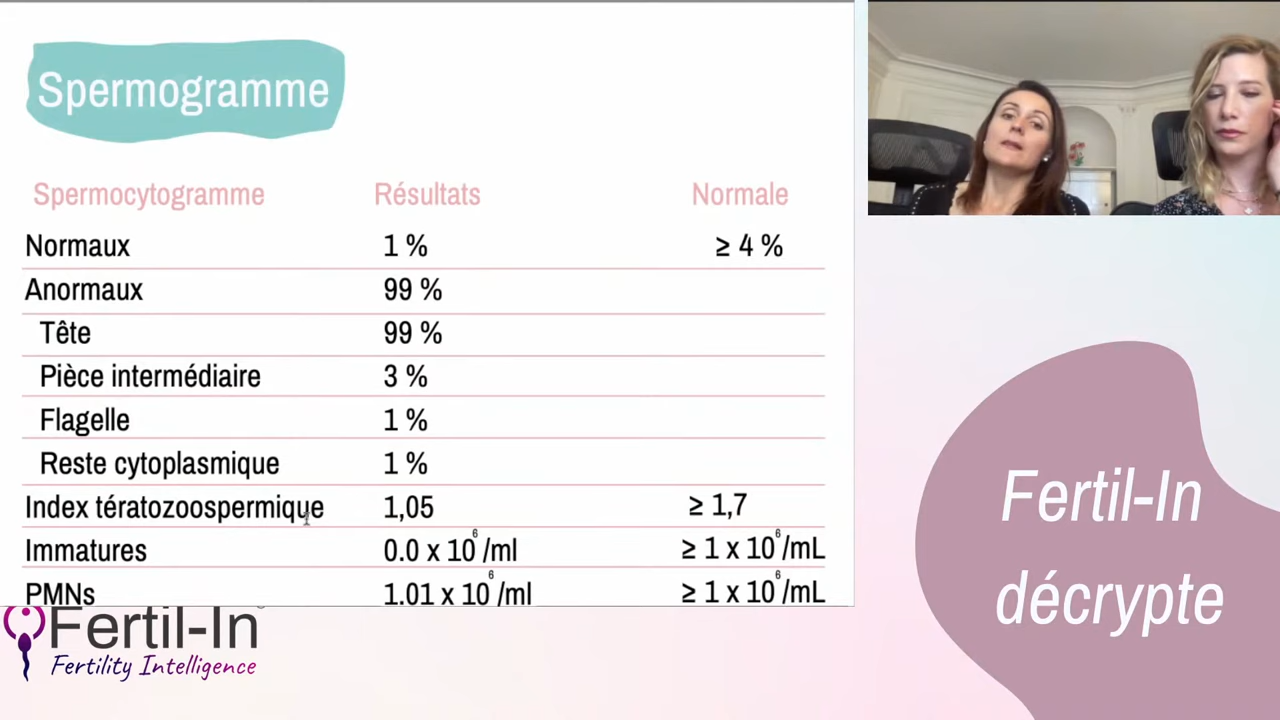 Spermogramme
Spermocytogramme Résultats Normale
Normaux 1 % ≥ 4 %
Anormaux 99 %
Tête 99 %
Pièce intermédiaire 3 %
Flagelle 1 %
Reste cytoplasmique 1 %
Index tératozoospermique 1,05 ≥ 1,7
Immatures 0.0 x 10⁶/ml ≥ 1 x 10⁶/mL
PMNs 1.01 x 10⁶/ml ≥ 1 x 10⁶/mL
Fertil-In
Fertility Intelligence
Fertil-In
décrypte